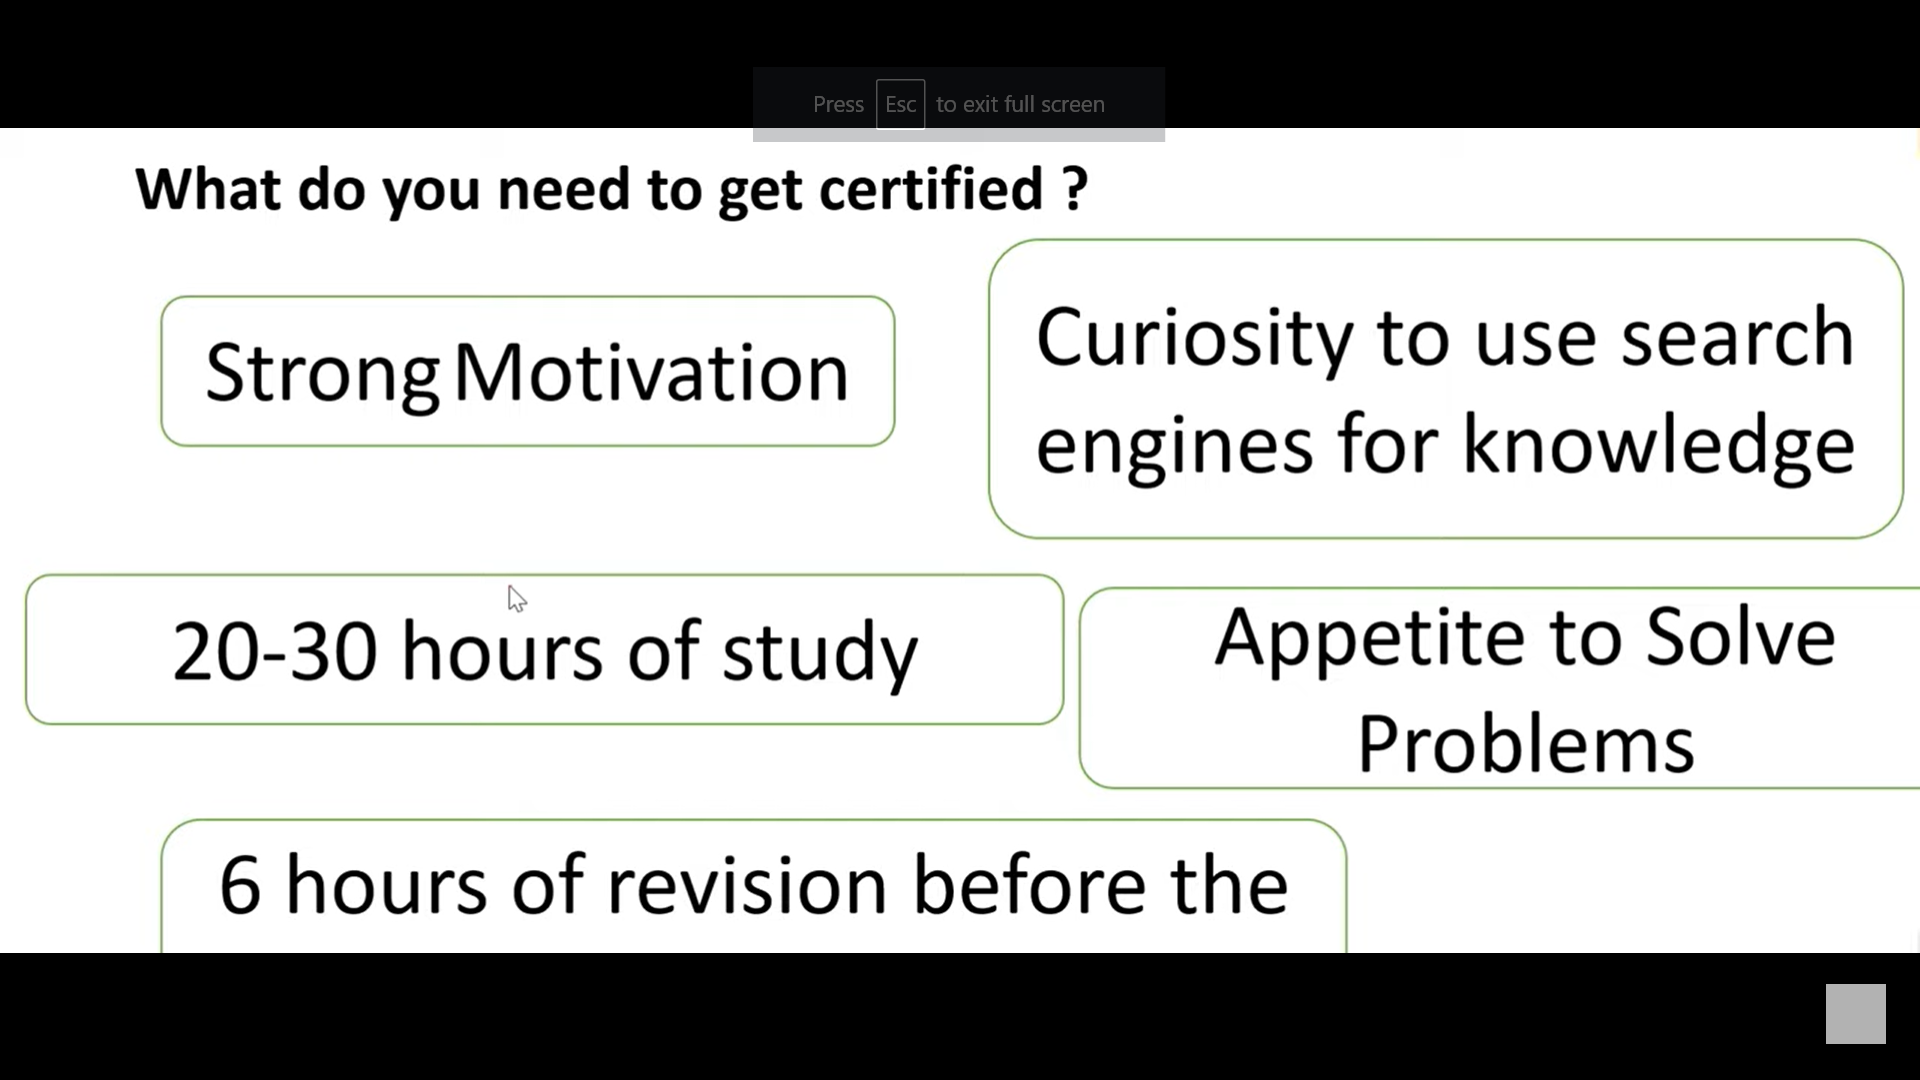 Press Esc to exit full screen
What do you need to get certified ?
Strong Motivation
Curiosity to use search
engines for knowledge
20-30 hours of study
Appetite to Solve
Problems
6 hours of revision before the